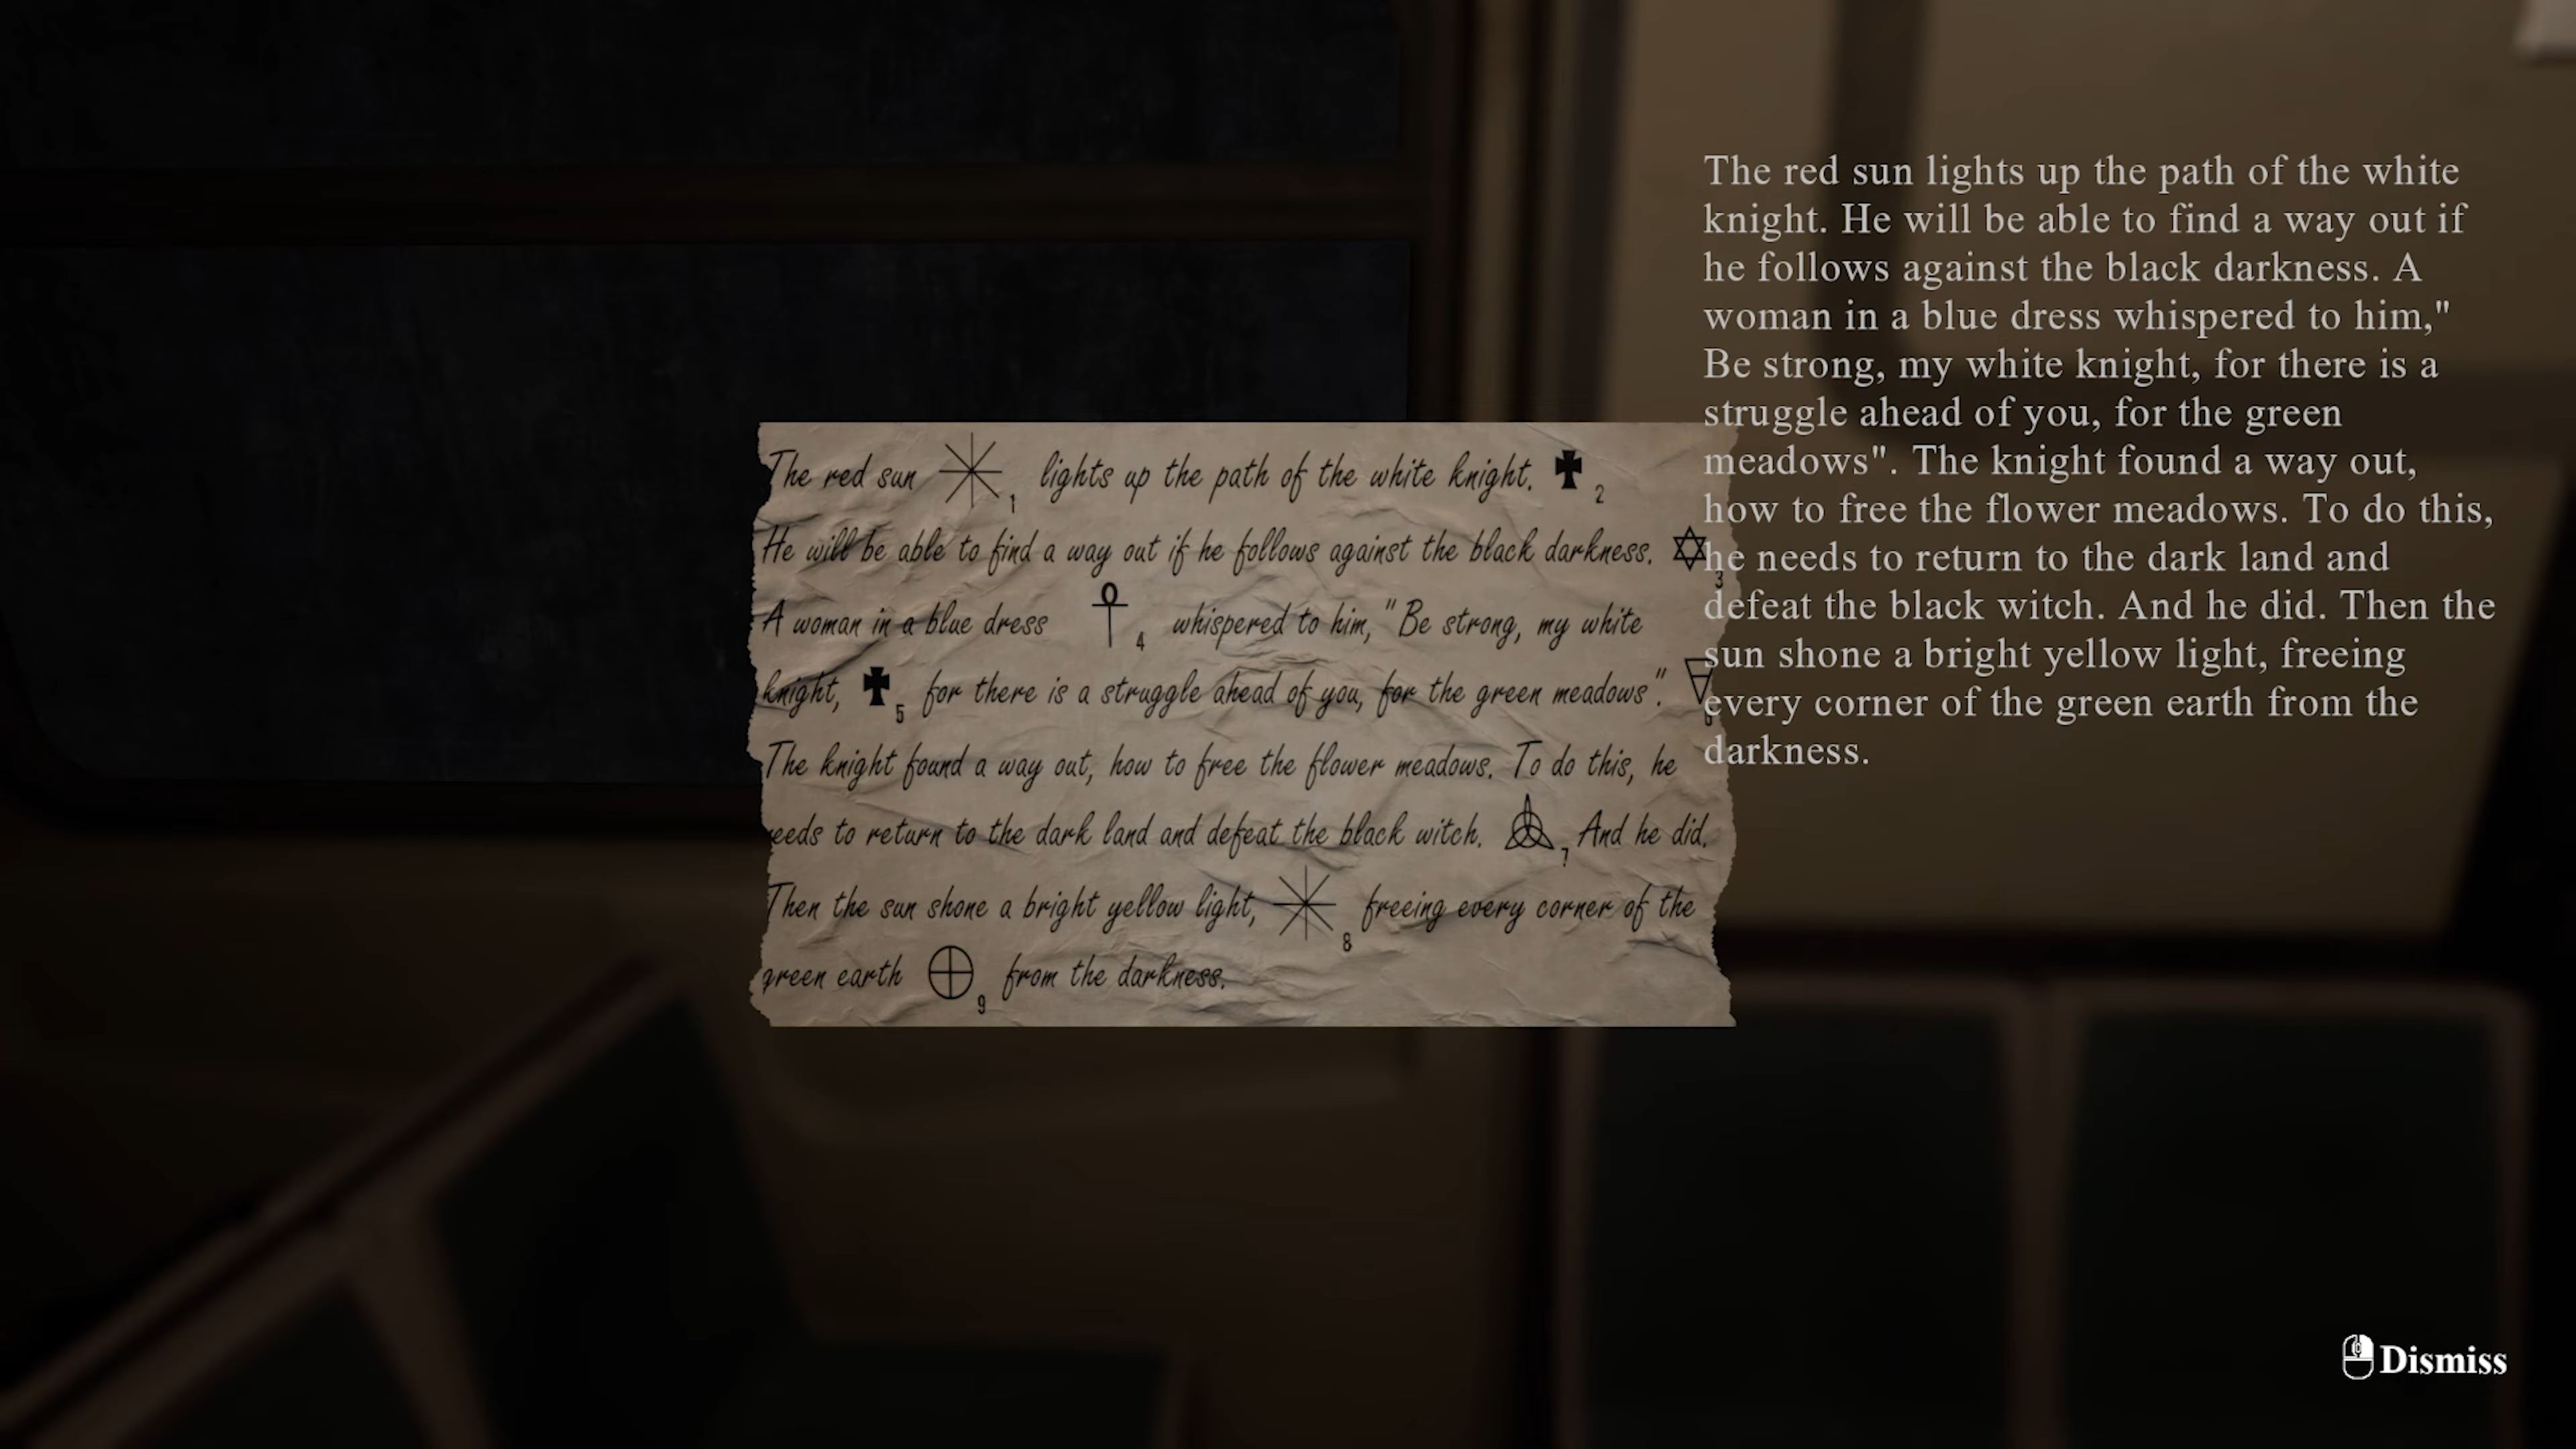 The red sun 1 lights up the path of the white knight. 2
He will be able to find a way out if he follows against the black darkness. 3
A woman in a blue dress 4 whispered to him," Be strong, my white
knight, 5 for there is a struggle ahead of you, for the green meadows". 6
The knight found a way out, how to free the flower meadows. To do this, he
needs to return to the dark land and defeat the black witch. 7 And he did.
Then the sun shone a bright yellow light, 8 freeing every corner of the
green earth 9 from the darkness.
The red sun lights up the path of the white
knight. He will be able to find a way out if
he follows against the black darkness. A
woman in a blue dress whispered to him,"
Be strong, my white knight, for there is a
struggle ahead of you, for the green
meadows". The knight found a way out,
how to free the flower meadows. To do this,
he needs to return to the dark land and
defeat the black witch. And he did. Then the
sun shone a bright yellow light, freeing
every corner of the green earth from the
darkness.
Dismiss